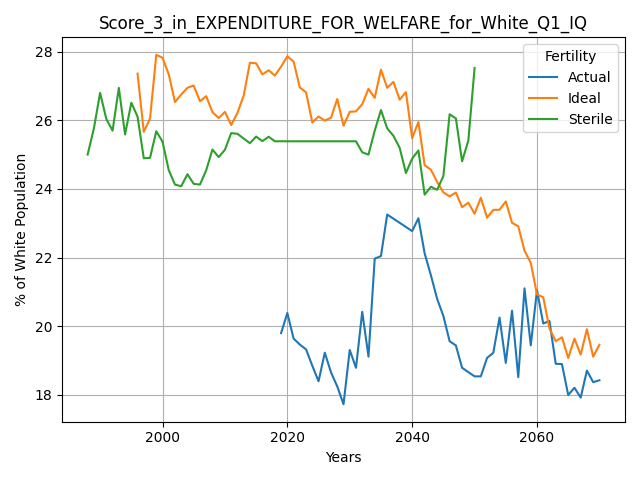 Score_3_in_EXPENDITURE_FOR_WELFARE_for_White_Q1_IQ
% of White Population
28
26
24
22
20
18
Fertility
Actual
Ideal
Sterile
2000
2020
2040
2060
Years